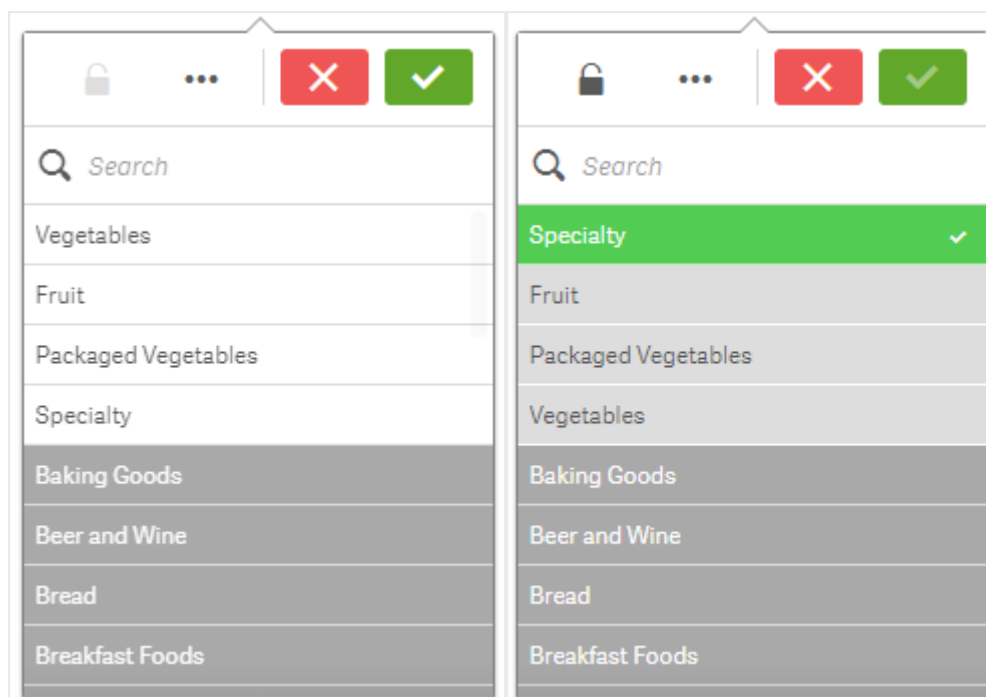 Search
Vegetables
Fruit
Packaged Vegetables
Specialty
Baking Goods
Beer and Wine
Bread
Breakfast Foods
Search
Specialty
Fruit
Packaged Vegetables
Vegetables
Baking Goods
Beer and Wine
Bread
Breakfast Foods